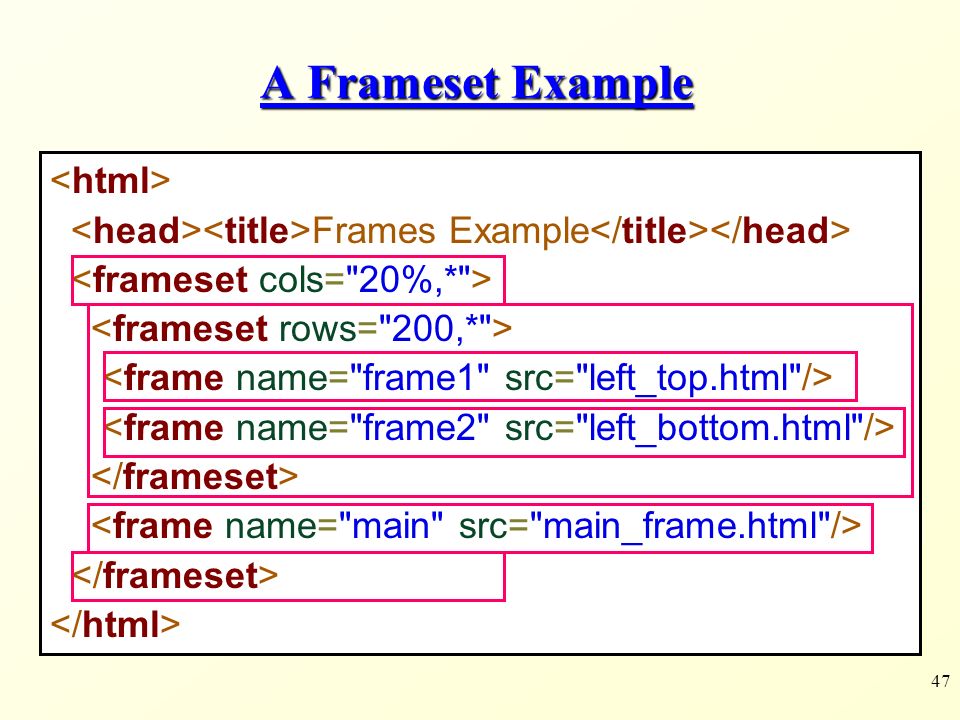 A Frameset Example
<html>
<head><title>Frames Example</title></head>
<frameset cols="20%,*">
<frameset rows="200,*">
<frame name="frame1" src="left_top.html"/>
<frame name="frame2" src="left_bottom.html"/>
</frameset>
<frame name="main" src="main_frame.html"/>
</frameset>
</html>
47